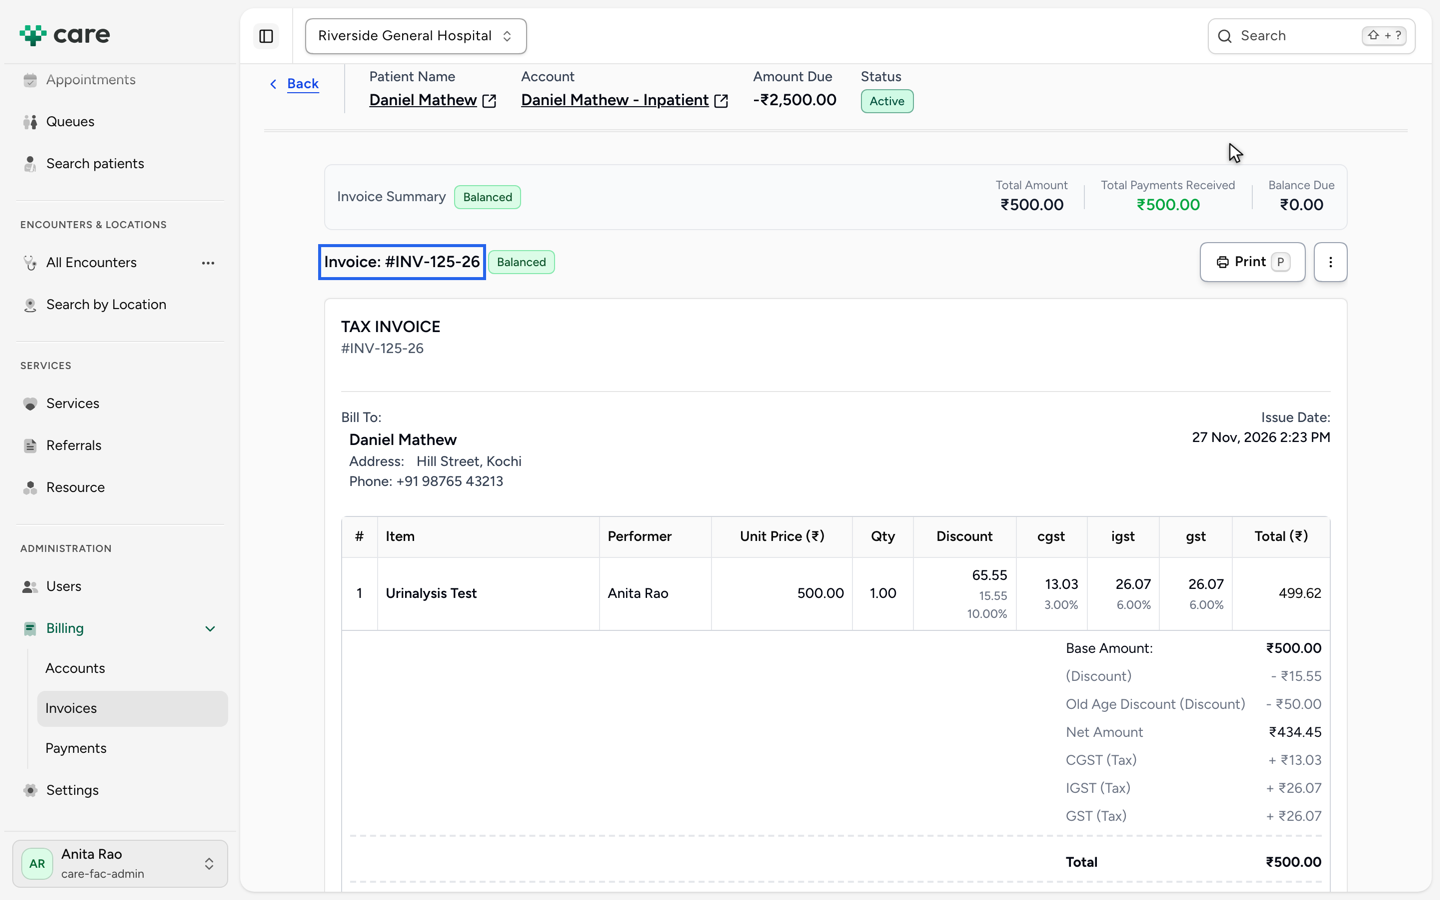 care
Appointments
Queues
Search patients
ENCOUNTERS & LOCATIONS
All Encounters
Search by Location
SERVICES
Services
Referrals
Resource
ADMINISTRATION
Users
Billing
Accounts
Invoices
Payments
Settings
AR
Anita Rao
care-fac-admin
Riverside General Hospital
Search
⇧ + ?
Back
Patient Name
Daniel Mathew
Account
Daniel Mathew - Inpatient
Amount Due
-₹2,500.00
Status
Active
Invoice Summary Balanced
Total Amount
₹500.00
Total Payments Received
₹500.00
Balance Due
₹0.00
Invoice: #INV-125-26 Balanced
Print P
TAX INVOICE
#INV-125-26
Bill To:
Daniel Mathew
Address: Hill Street, Kochi
Phone: +91 98765 43213
Issue Date:
27 Nov, 2026 2:23 PM
# Item Performer Unit Price (₹) Qty Discount cgst igst gst Total (₹)
1 Urinalysis Test Anita Rao 500.00 1.00 65.55 13.03 26.07 26.07 499.62
15.55 3.00% 6.00% 6.00%
10.00%
Base Amount: ₹500.00
(Discount) - ₹15.55
Old Age Discount (Discount) - ₹50.00
Net Amount ₹434.45
CGST (Tax) + ₹13.03
IGST (Tax) + ₹26.07
GST (Tax) + ₹26.07
Total ₹500.00